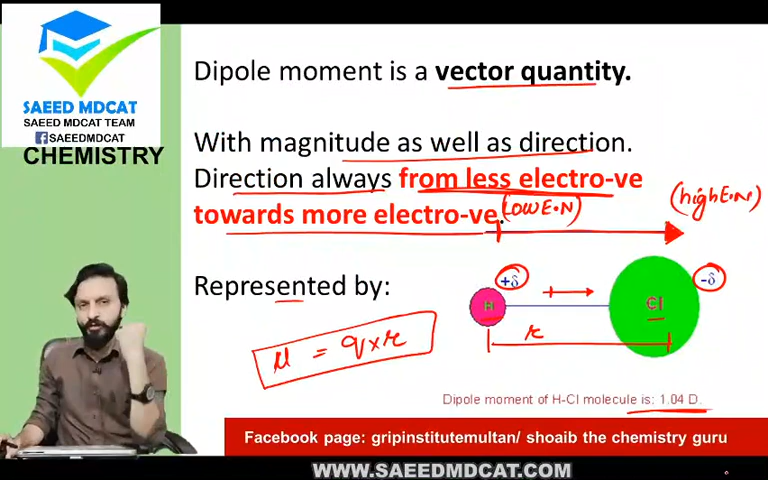 SAEED MDCAT
SAEED MDCAT TEAM
SAEEDMDCAT
CHEMISTRY
Dipole moment is a vector quantity.
With magnitude as well as direction.
Direction always from less electro-ve
towards more electro-ve.
(low E.N)
(high E.N)
Represented by:
+δ
-δ
H
Cl
r
μ = q×r
Dipole moment of H-Cl molecule is: 1.04 D.
Facebook page: gripinstitutemultan/ shoaib the chemistry guru
WWW.SAEEDMDCAT.COM